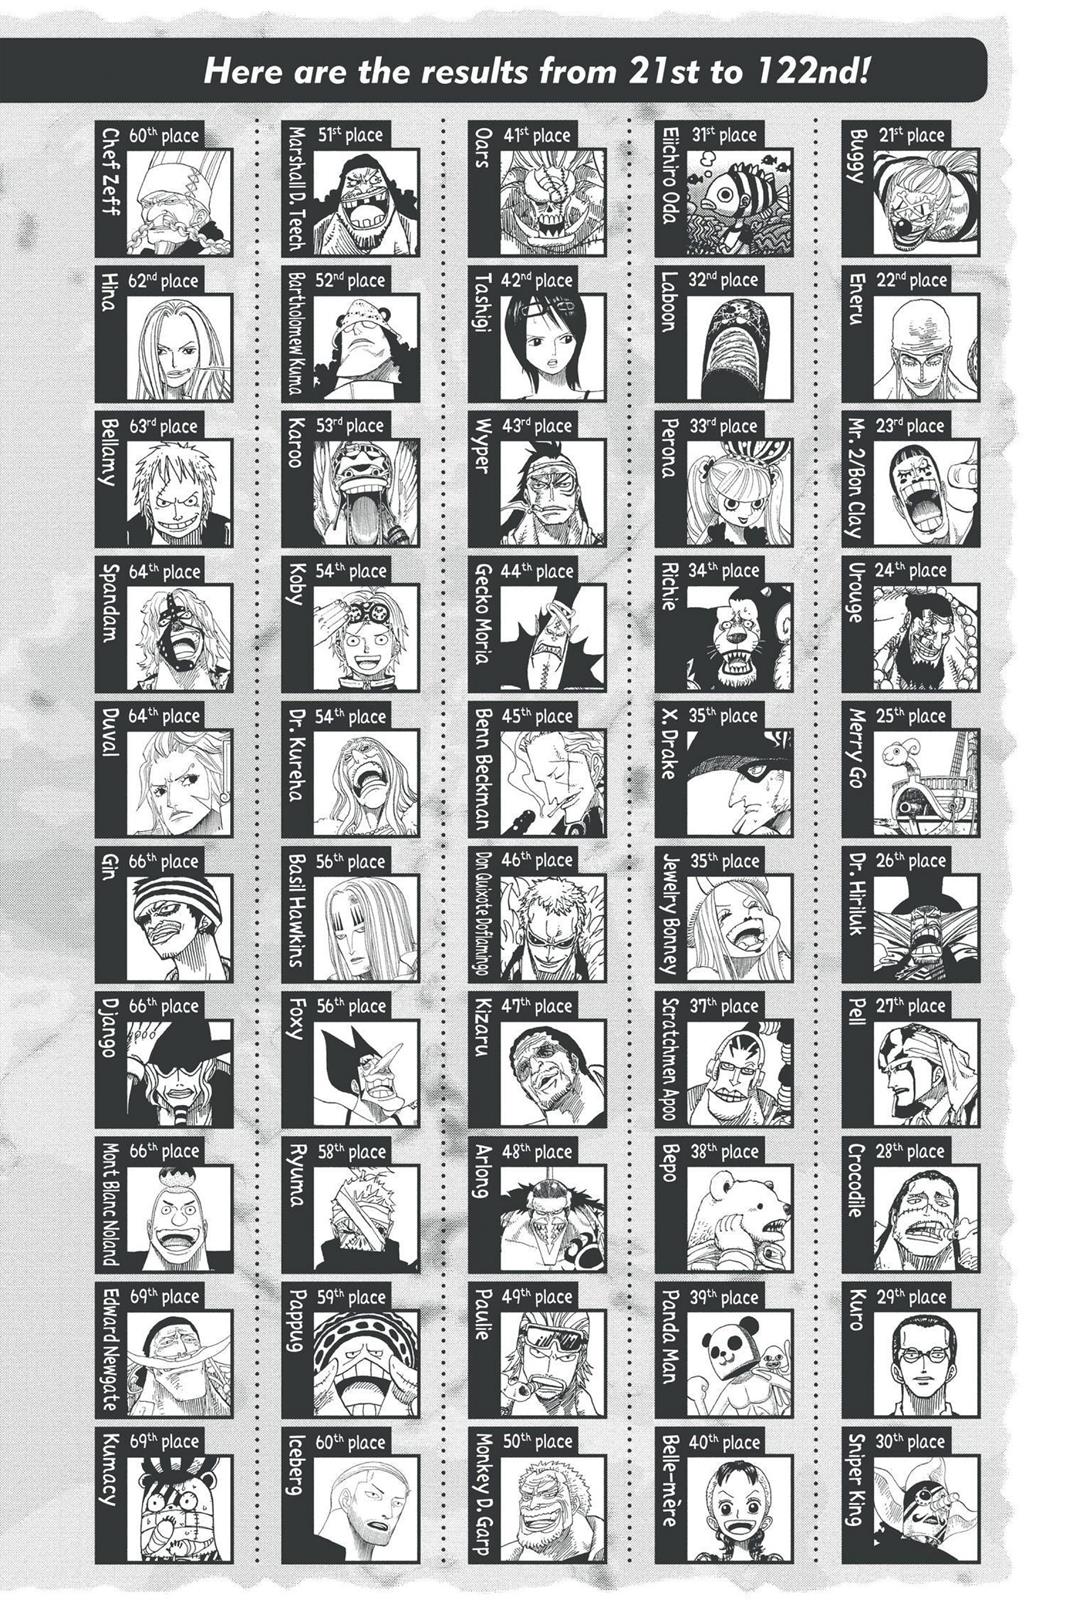 Here are the results from 21st to 122nd!
21st place
Buggy
22nd place
Eneru
23rd place
Mr. 2/Bon Clay
24th place
Urouge
25th place
Merry Go
26th place
Dr. Hiriluk
27th place
Pell
28th place
Crocodile
29th place
Kuro
30th place
Sniper King
31st place
Eiichiro Oda
32nd place
Laboon
33rd place
Perona
34th place
Richie
35th place
X. Drake
35th place
Jewelry Bonney
37th place
Scratchmen Apoo
38th place
Bepo
39th place
Panda Man
40th place
Belle-mère
41st place
Oars
42nd place
Tashigi
43rd place
Wyper
44th place
Gecko Moria
45th place
Benn Beckman
46th place
Don Quixote Doflamingo
47th place
Kizaru
48th place
Arlong
49th place
Paulie
50th place
Monkey D. Garp
51st place
Marshall D. Teech
52nd place
Bartholomew Kuma
53rd place
Karoo
54th place
Koby
54th place
Dr. Kureha
56th place
Basil Hawkins
56th place
Foxy
58th place
Ryuma
59th place
Pappug
60th place
Iceberg
60th place
Chef Zeff
62nd place
Hina
63rd place
Bellamy
64th place
Spandam
64th place
Duval
66th place
Gin
66th place
Django
66th place
Mont Blanc Noland
69th place
Edward Newgate
69th place
Kumacy